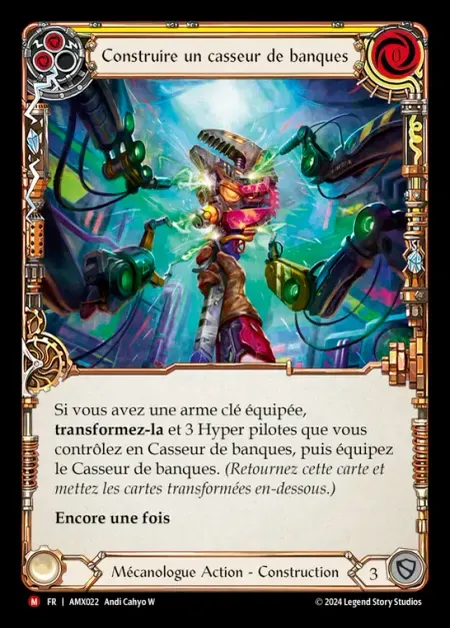 Construire un casseur de banques
0
Si vous avez une arme clé équipée,
transformez-la et 3 Hyper pilotes que vous
contrôlez en Casseur de banques, puis équipez
le Casseur de banques. (Retournez cette carte et
mettez les cartes transformées en-dessous.)
Encore une fois
Mécanologue Action - Construction
3
M FR | AMX022 Andi Cahyo W
© 2024 Legend Story Studios